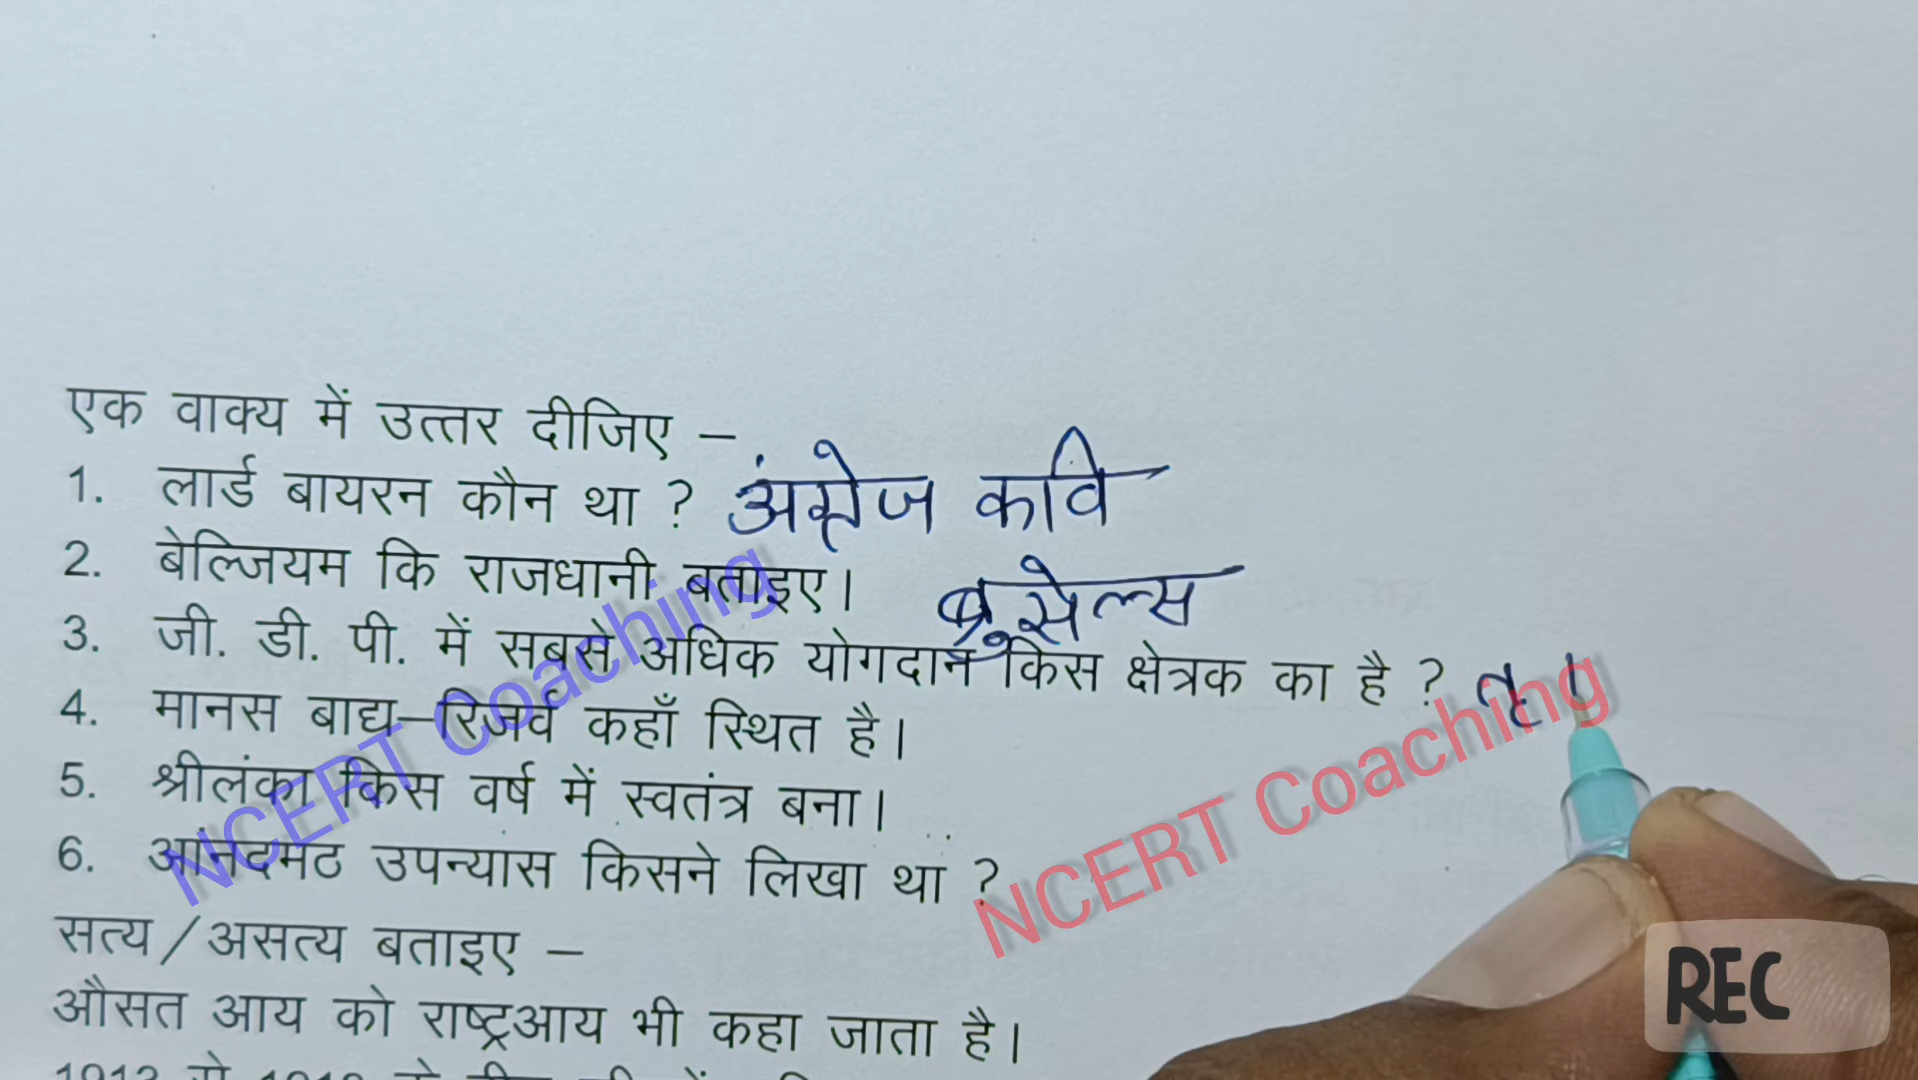 एक वाक्य में उत्तर दीजिए –
1. लार्ड बायरन कौन था ? अंग्रेज कवि
2. बेल्जियम कि राजधानी बताइए। ब्रूसेल्स
3. जी. डी. पी. में सबसे अधिक योगदान किस क्षेत्रक का है ? तृ
4. मानस बाद्य–रिजर्व कहाँ स्थित है।
5. श्रीलंका किस वर्ष में स्वतंत्र बना।
6. आनंदमठ उपन्यास किसने लिखा था ?
सत्य / असत्य बताइए –
औसत आय को राष्ट्रआय भी कहा जाता है।
NCERT Coaching
NCERT Coaching
REC